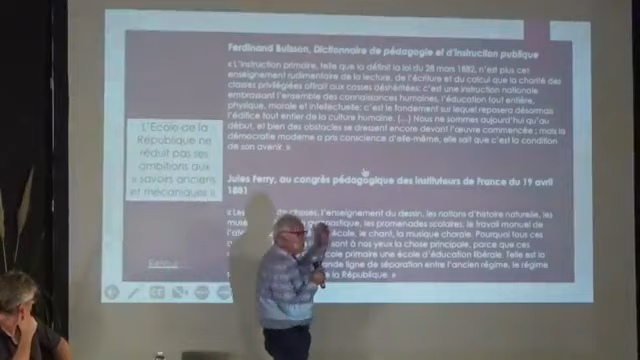 Ferdinand Buisson, Dictionnaire de pédagogie et d'instruction publique
« L'instruction primaire, telle que la définit la loi du 28 mars 1882, n'est plus cet
enseignement rudimentaire de la lecture, de l'écriture et du calcul que la charité des
classes privilégiées offrait aux classes déshéritées: c'est une instruction nationale
embrassant l'ensemble des connaissances humaines, l'éducation tout entière,
physique, morale et intellectuelle; c'est le fondement sur lequel reposera désormais
l'édifice tout entier de la culture humaine. (...) Nous ne sommes aujourd'hui qu'au
début, et bien des obstacles se dressent encore devant l'œuvre commencée; mais la
démocratie moderne a pris conscience d'elle-même, elle sait que c'est la condition
de son avenir. »
L'Ecole de la
République ne
réduit pas ses
ambitions aux
« savoirs anciens
et mécaniques »
Jules Ferry, au congrès pédagogique des instituteurs de France du 19 avril
1881
« Les de choses, l'enseignement du dessin, les notions d'histoire naturelle, les
les promenades scolaires, le travail manuel de
école, le chant, la musique chorale. Pourquoi tous ces
sont à nos yeux la chose principale, parce que ces
école primaire une école d'éducation libérale. Telle est la
ligne de séparation entre l'ancien régime, le régime
de la République. »
Retour